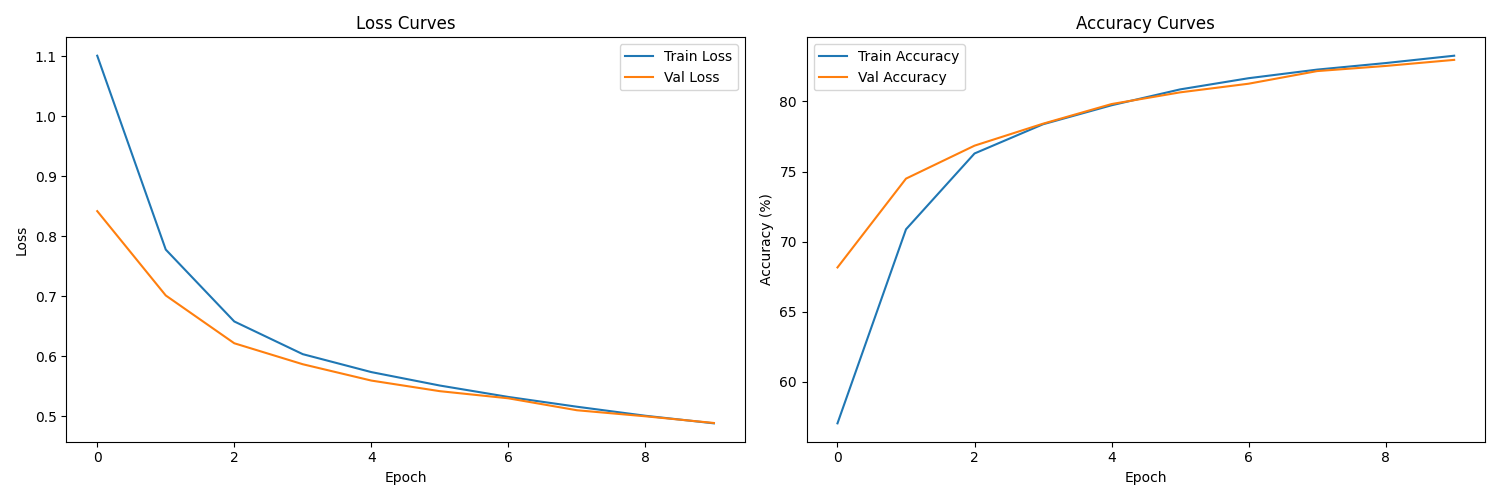 Loss Curves
Loss
1.1
1.0
0.9
0.8
0.7
0.6
0.5
Train Loss
Val Loss
0 2 4 6 8
Epoch
Accuracy Curves
Accuracy (%)
80
75
70
65
60
Train Accuracy
Val Accuracy
0 2 4 6 8
Epoch